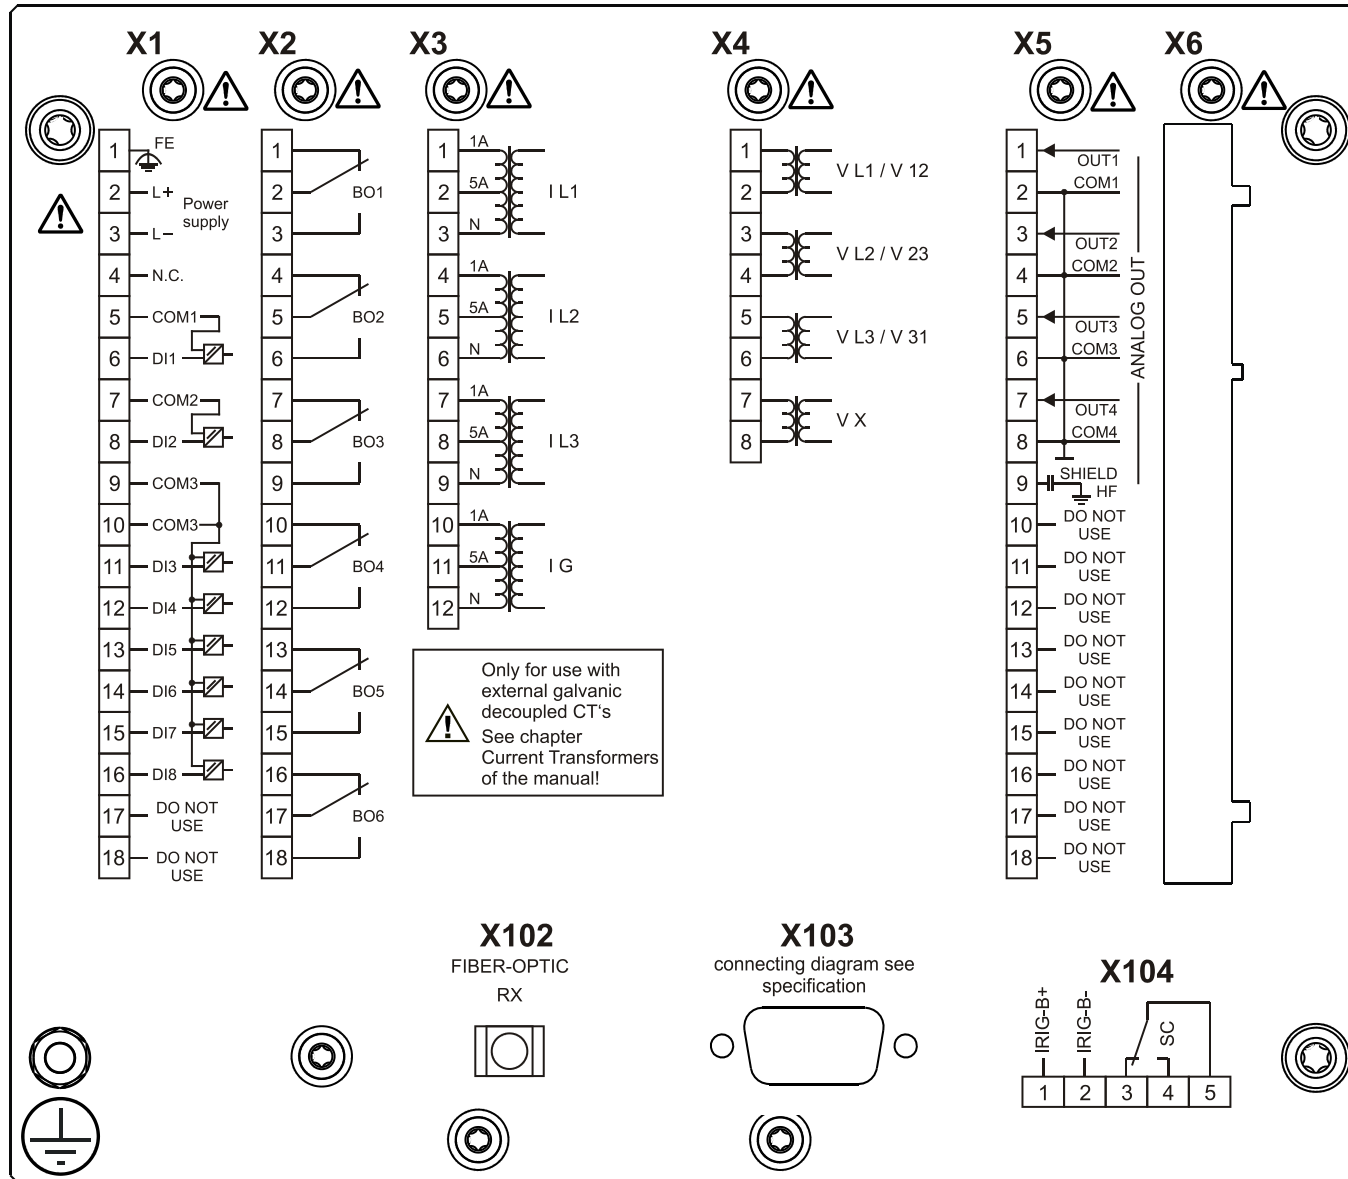 X1
X2
X3
X4
X5
X6
1 FE
2 L+
Power
supply
3 L−
4 N.C.
5 COM1
6 DI1
7 COM2
8 DI2
9 COM3
10 COM3
11 DI3
12 DI4
13 DI5
14 DI6
15 DI7
16 DI8
17 DO NOT
USE
18 DO NOT
USE
1
2 BO1
3
4
5 BO2
6
7
8 BO3
9
10
11 BO4
12
13
14 BO5
15
16
17 BO6
18
1 1A
2 5A I L1
3 N
4 1A
5 5A I L2
6 N
7 1A
8 5A I L3
9 N
10 1A
11 5A I G
12 N
Only for use with
external galvanic
decoupled CT‘s
See chapter
Current Transformers
of the manual!
1
V L1 / V 12
2
3
V L2 / V 23
4
5
V L3 / V 31
6
7
V X
8
1 OUT1
2 COM1
3 OUT2
4 COM2
5 OUT3
6 COM3
7 OUT4
8 COM4
ANALOG OUT
9 SHIELD
HF
10 DO NOT
USE
11 DO NOT
USE
12 DO NOT
USE
13 DO NOT
USE
14 DO NOT
USE
15 DO NOT
USE
16 DO NOT
USE
17 DO NOT
USE
18 DO NOT
USE
X102
FIBER-OPTIC
RX
X103
connecting diagram see
specification
X104
IRIG-B+
IRIG-B-
SC
1 2 3 4 5